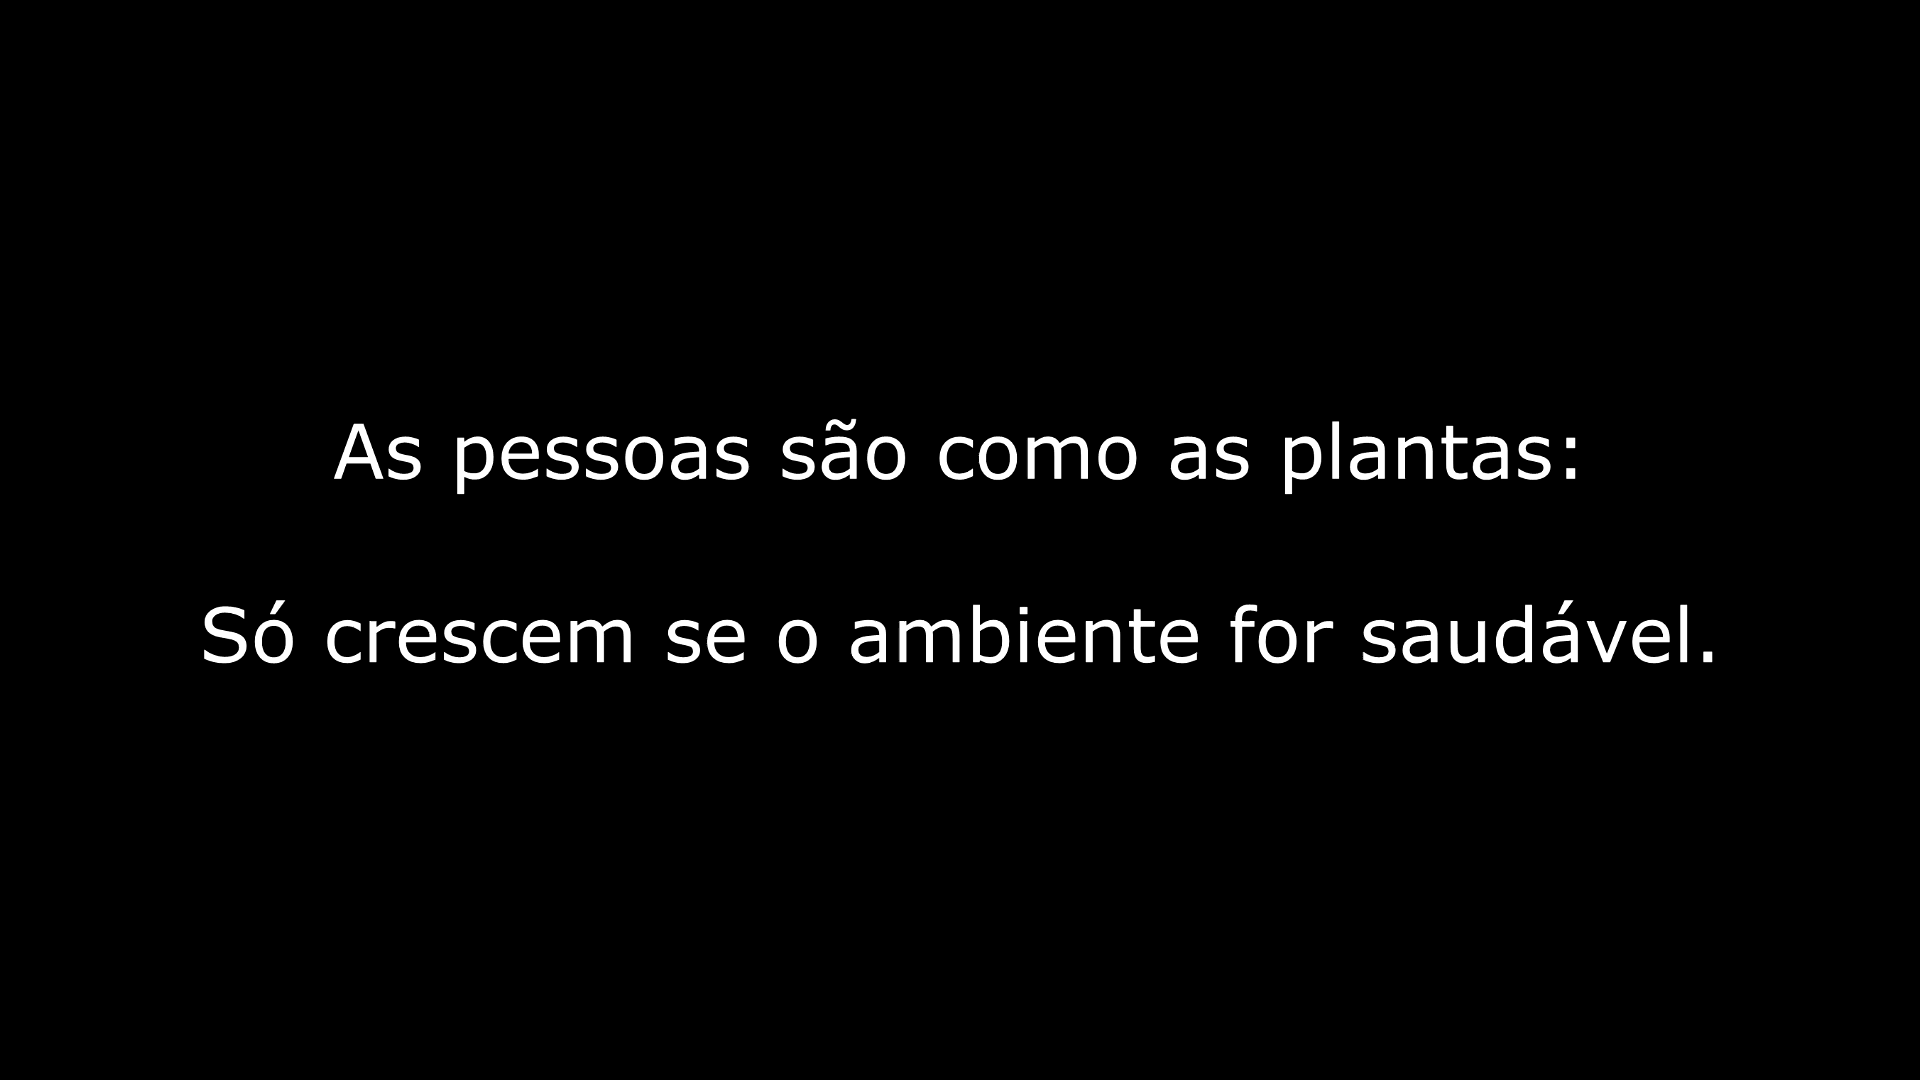 As pessoas são como as plantas:
Só crescem se o ambiente for saudável.